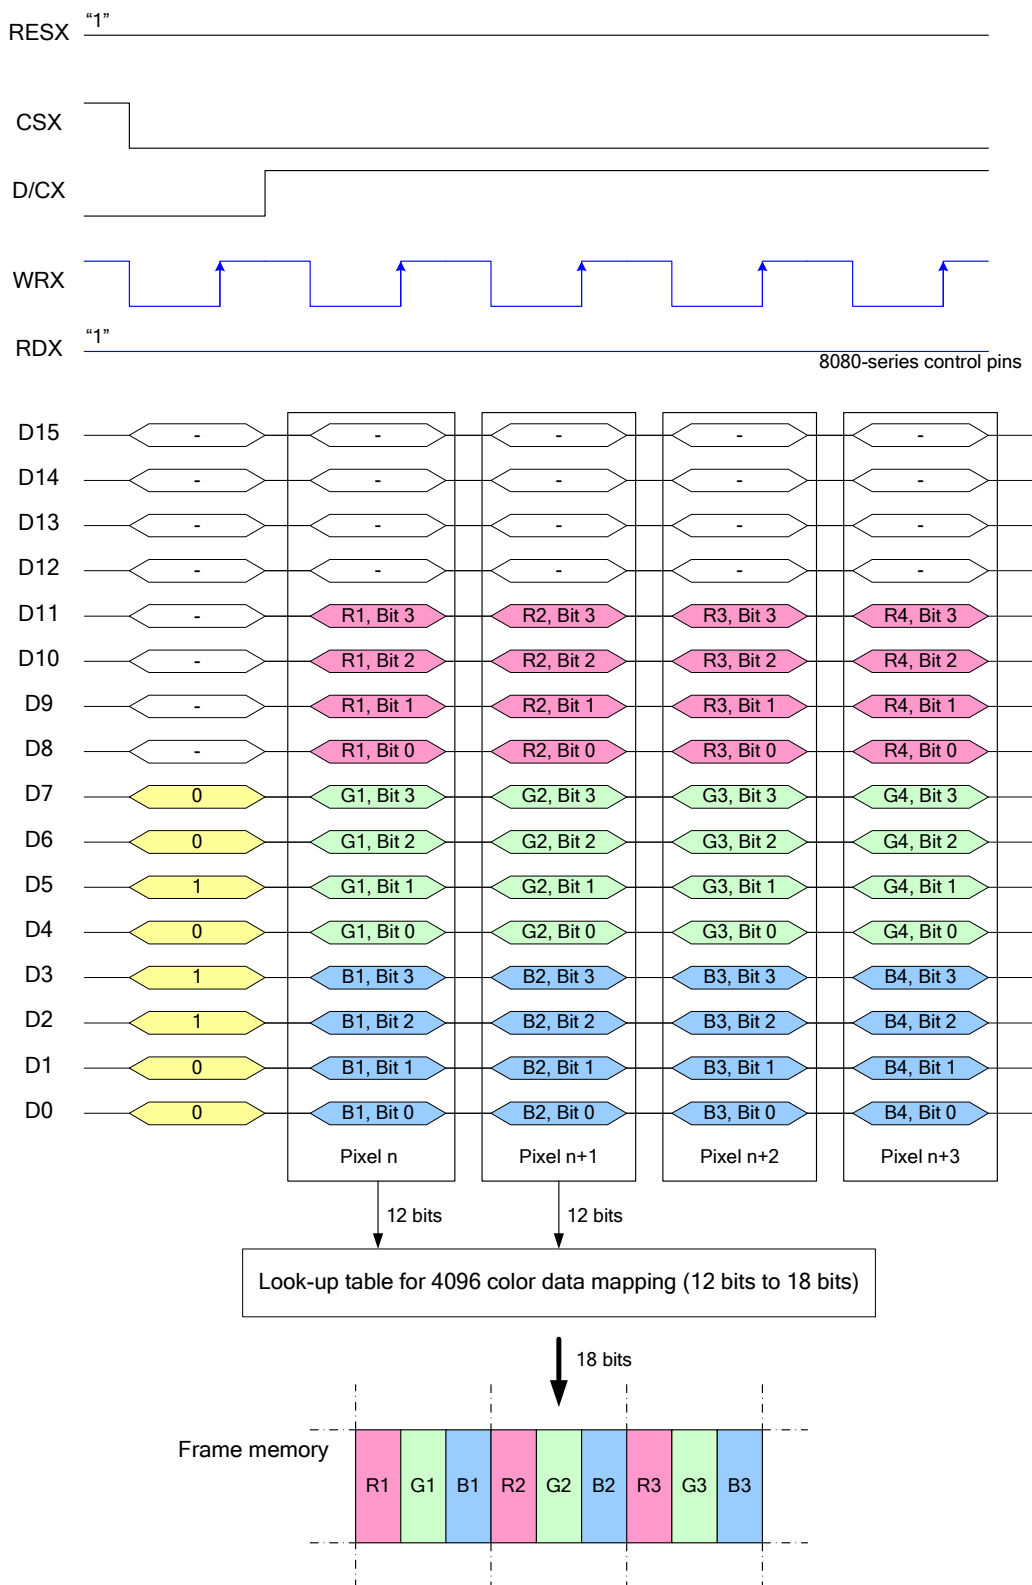 RESX “1”
CSX
D/CX
WRX
RDX “1”
8080-series control pins
D15 - - - - -
D14 - - - - -
D13 - - - - -
D12 - - - - -
D11 - R1, Bit 3 R2, Bit 3 R3, Bit 3 R4, Bit 3
D10 - R1, Bit 2 R2, Bit 2 R3, Bit 2 R4, Bit 2
D9 - R1, Bit 1 R2, Bit 1 R3, Bit 1 R4, Bit 1
D8 - R1, Bit 0 R2, Bit 0 R3, Bit 0 R4, Bit 0
D7 0 G1, Bit 3 G2, Bit 3 G3, Bit 3 G4, Bit 3
D6 0 G1, Bit 2 G2, Bit 2 G3, Bit 2 G4, Bit 2
D5 1 G1, Bit 1 G2, Bit 1 G3, Bit 1 G4, Bit 1
D4 0 G1, Bit 0 G2, Bit 0 G3, Bit 0 G4, Bit 0
D3 1 B1, Bit 3 B2, Bit 3 B3, Bit 3 B4, Bit 3
D2 1 B1, Bit 2 B2, Bit 2 B3, Bit 2 B4, Bit 2
D1 0 B1, Bit 1 B2, Bit 1 B3, Bit 1 B4, Bit 1
D0 0 B1, Bit 0 B2, Bit 0 B3, Bit 0 B4, Bit 0
Pixel n Pixel n+1 Pixel n+2 Pixel n+3
12 bits 12 bits
Look-up table for 4096 color data mapping (12 bits to 18 bits)
18 bits
Frame memory
R1 G1 B1 R2 G2 B2 R3 G3 B3